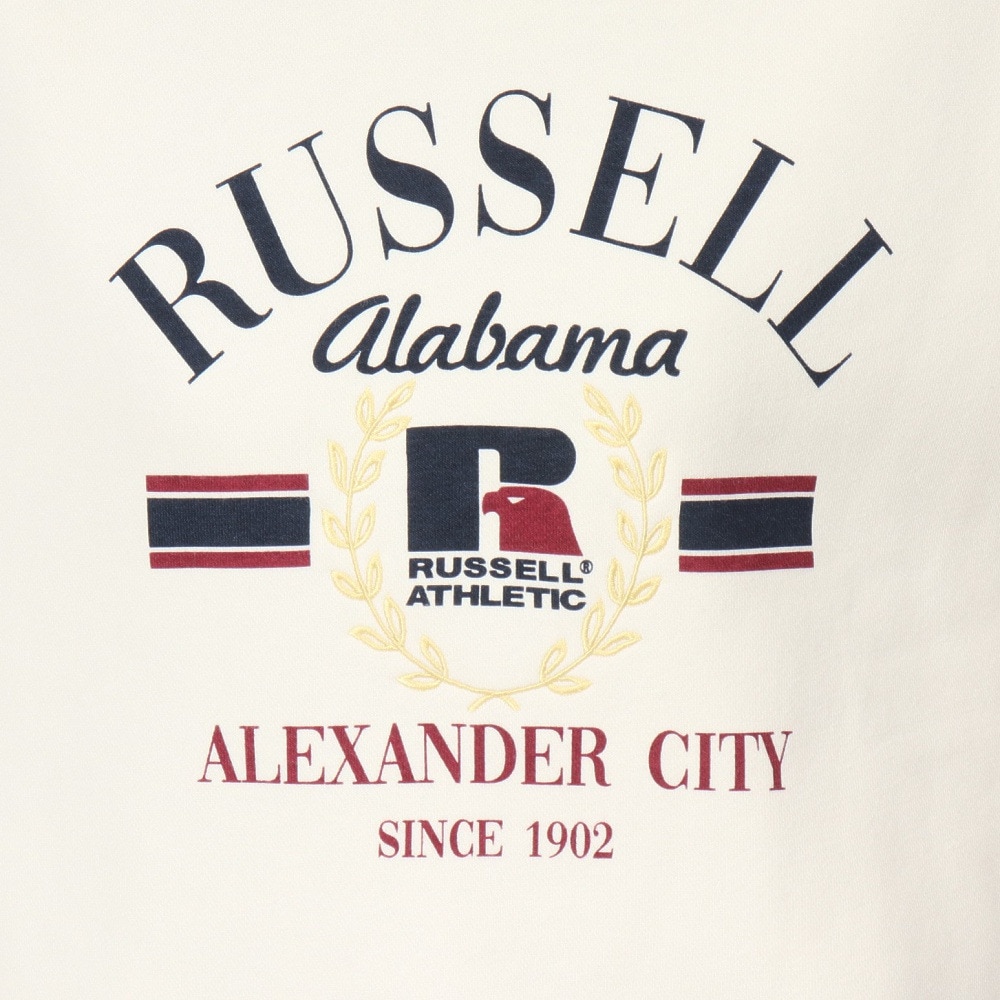 RUSSELL
Alabama
RUSSELL®
ATHLETIC
ALEXANDER CITY
SINCE 1902